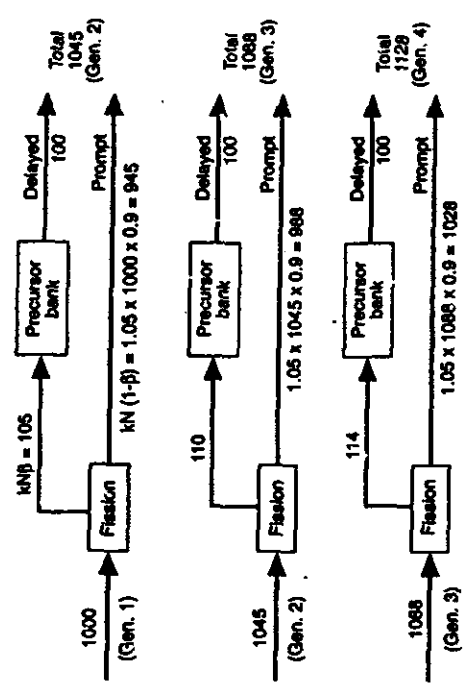 1000
(Gen. 1)
Fission
kNβ = 105
Precursor
bank
Delayed
100
kN (1-β) = 1.05 x 1000 x 0.9 = 945
Prompt
Total
1045
(Gen. 2)
1045
(Gen. 2)
Fission
110
Precursor
bank
Delayed
100
1.05 x 1045 x 0.9 = 988
Prompt
Total
1088
(Gen. 3)
1088
(Gen. 3)
Fission
114
Precursor
bank
Delayed
100
1.05 x 1088 x 0.9 = 1028
Prompt
Total
1128
(Gen. 4)